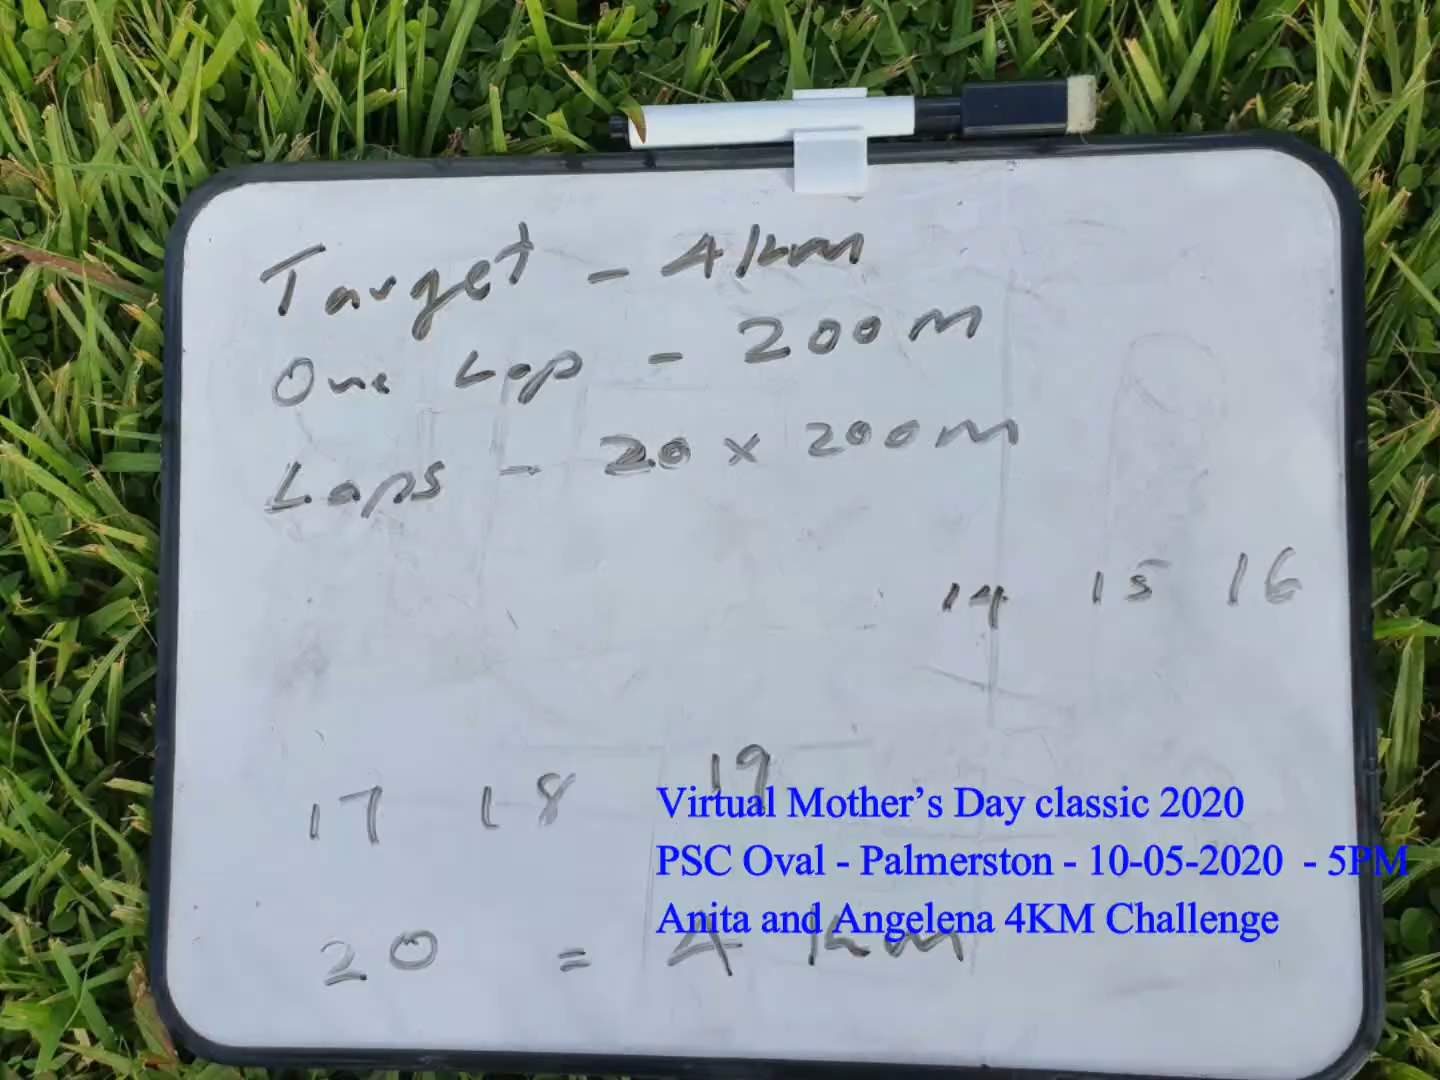 Target - 4km
One Lap - 200M
Laps - 20 x 200M
14 15 16
17 18 19
Virtual Mother’s Day classic 2020
PSC Oval - Palmerston - 10-05-2020 - 5PM
Anita and Angelena 4KM Challenge
20 = 4 km